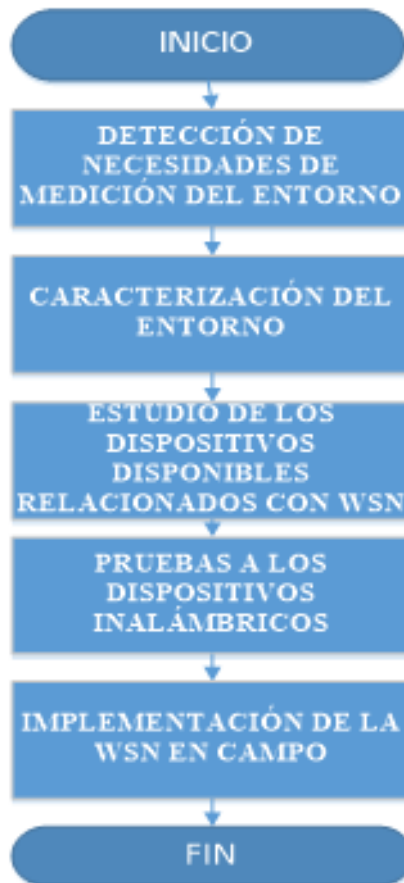 INICIO
DETECCIÓN DE
NECESIDADES DE
MEDICIÓN DEL ENTORNO
CARACTERIZACIÓN DEL
ENTORNO
ESTUDIO DE LOS
DISPOSITIVOS
DISPONIBLES
RELACIONADOS CON WSN
PRUEBAS A LOS
DISPOSITIVOS
INALÁMBRICOS
IMPLEMENTACIÓN DE LA
WSN EN CAMPO
FIN